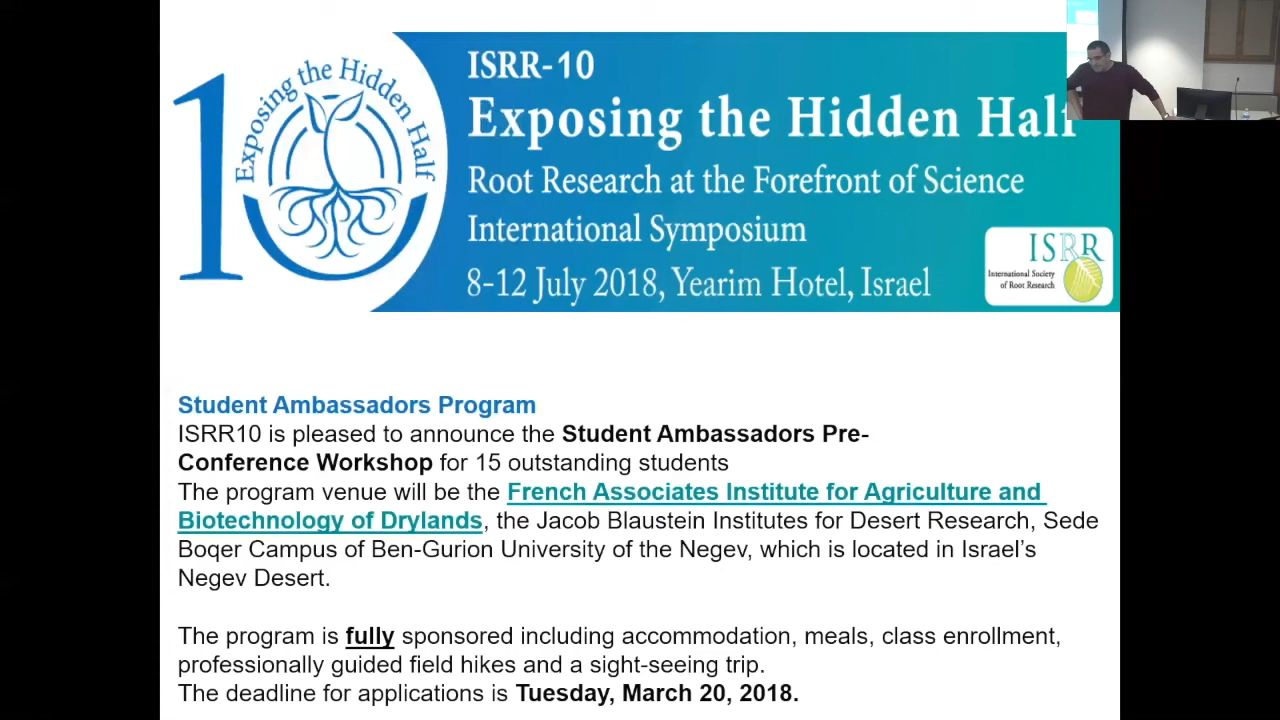 10
Exposing the Hidden Half
ISRR-10
Exposing the Hidden Half
Root Research at the Forefront of Science
International Symposium
8-12 July 2018, Yearim Hotel, Israel
ISRR
International Society
of Root Research
Student Ambassadors Program
ISRR10 is pleased to announce the Student Ambassadors Pre-
Conference Workshop for 15 outstanding students
The program venue will be the French Associates Institute for Agriculture and
Biotechnology of Drylands, the Jacob Blaustein Institutes for Desert Research, Sede
Boqer Campus of Ben-Gurion University of the Negev, which is located in Israel’s
Negev Desert.
The program is fully sponsored including accommodation, meals, class enrollment,
professionally guided field hikes and a sight-seeing trip.
The deadline for applications is Tuesday, March 20, 2018.